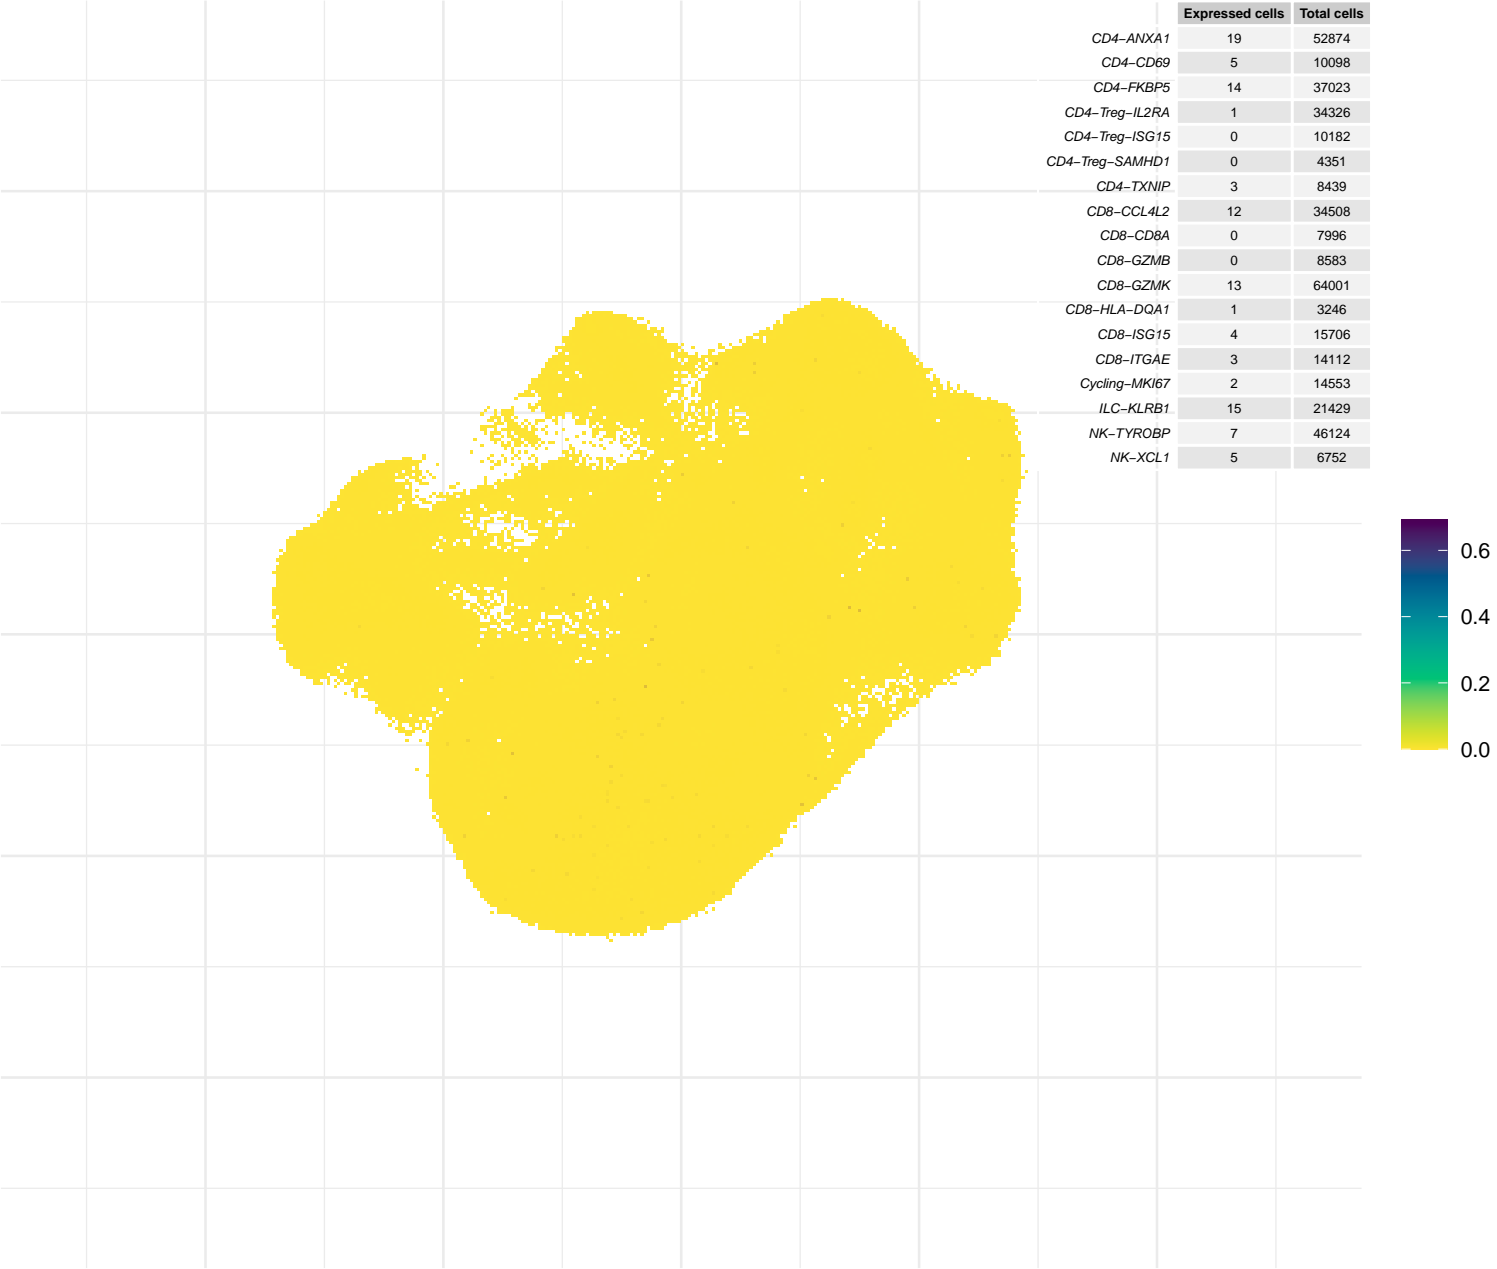 Expressed cells Total cells
CD4−ANXA1 19 52874
CD4−CD69 5 10098
CD4−FKBP5 14 37023
CD4−Treg−IL2RA 1 34326
CD4−Treg−ISG15 0 10182
CD4−Treg−SAMHD1 0 4351
CD4−TXNIP 3 8439
CD8−CCL4L2 12 34508
CD8−CD8A 0 7996
CD8−GZMB 0 8583
CD8−GZMK 13 64001
CD8−HLA−DQA1 1 3246
CD8−ISG15 4 15706
CD8−ITGAE 3 14112
Cycling−MKI67 2 14553
ILC−KLRB1 15 21429
NK−TYROBP 7 46124
NK−XCL1 5 6752
0.6
0.4
0.2
0.0